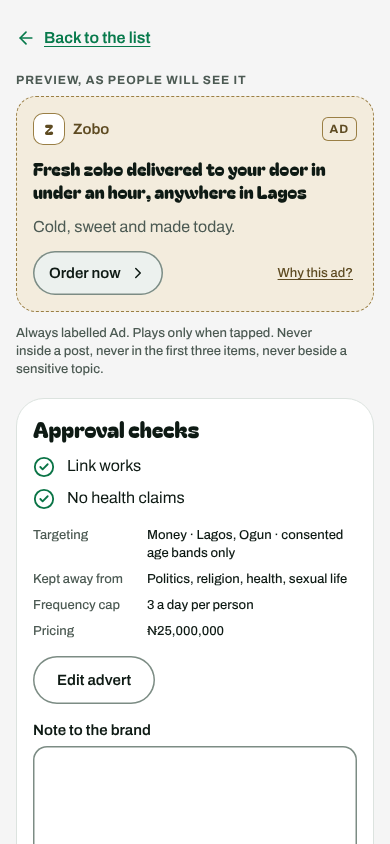 Back to the list
PREVIEW, AS PEOPLE WILL SEE IT
z Zobo AD
Fresh zobo delivered to your door in
under an hour, anywhere in Lagos
Cold, sweet and made today.
Order now
Why this ad?
Always labelled Ad. Plays only when tapped. Never
inside a post, never in the first three items, never beside a
sensitive topic.
Approval checks
Link works
No health claims
Targeting Money · Lagos, Ogun · consented
age bands only
Kept away from Politics, religion, health, sexual life
Frequency cap 3 a day per person
Pricing ₦25,000,000
Edit advert
Note to the brand